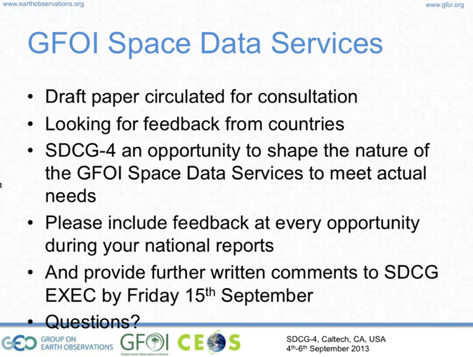 www.earthobservations.org
www.gfoi.org
GFOI Space Data Services
• Draft paper circulated for consultation
• Looking for feedback from countries
• SDCG-4 an opportunity to shape the nature of
the GFOI Space Data Services to meet actual
needs
• Please include feedback at every opportunity
during your national reports
• And provide further written comments to SDCG
EXEC by Friday 15th September
• Questions?
GEO GROUP ON
EARTH OBSERVATIONS
GFOI
Global Forest Observations Initiative
CEOS
SDCG-4, Caltech, CA, USA
4th-6th September 2013